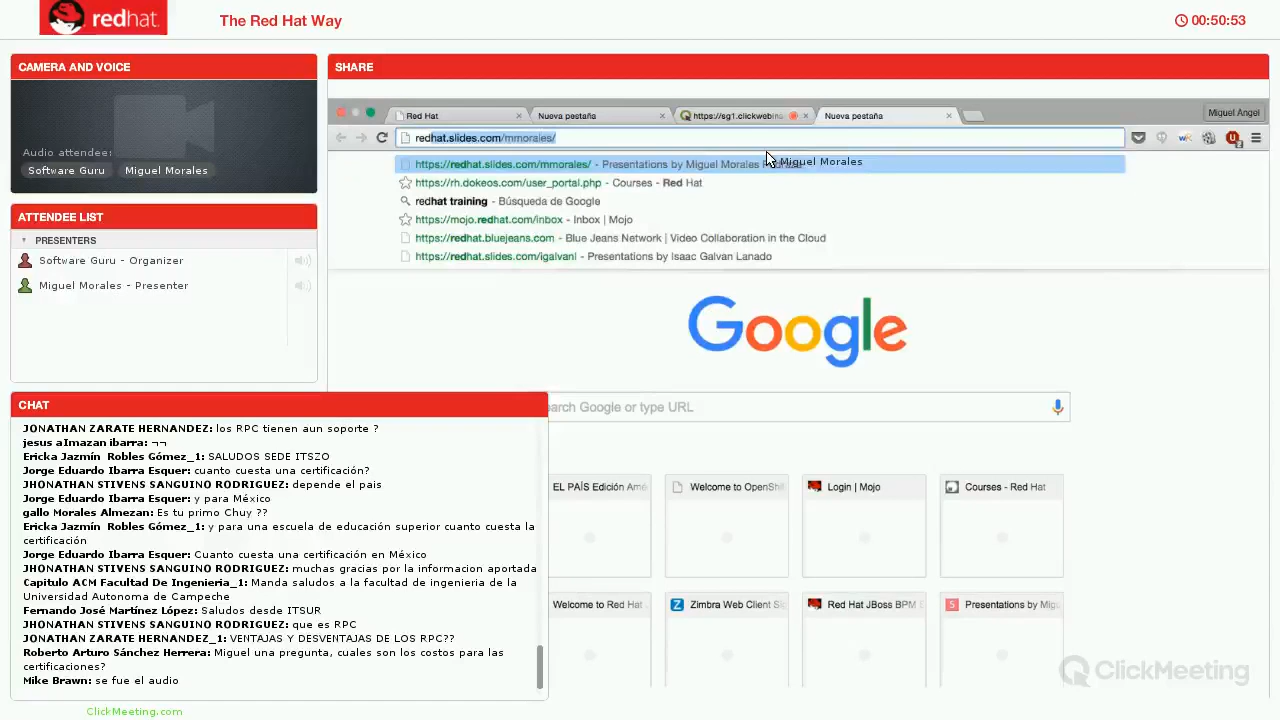 redhat.
The Red Hat Way
00:50:53
CAMERA AND VOICE
Audio attendees
Software Guru
Miguel Morales
ATTENDEE LIST
PRESENTERS
Software Guru - Organizer
Miguel Morales - Presenter
SHARE
Red Hat
Nueva pestaña
https://sg1.clickwebin
Nueva pestaña
Miguel Angel
redhat.slides.com/mmorales/
https://redhat.slides.com/mmorales/ - Presentations by Miguel Morales
Miguel Morales
https://rh.dokeos.com/user_portal.php - Courses - Red Hat
redhat training - Búsqueda de Google
https://mojo.redhat.com/inbox - Inbox | Mojo
https://redhat.bluejeans.com - Blue Jeans Network | Video Collaboration in the Cloud
https://redhat.slides.com/igalvanl - Presentations by Isaac Galvan Lanado
Google
earch Google or type URL
EL PAÍS Edición Amé
Welcome to OpenShif
Login | Mojo
Courses - Red Hat
Welcome to Red Hat
Zimbra Web Client Sig
Red Hat JBoss BPM S
Presentations by Migu
CHAT
JONATHAN ZARATE HERNANDEZ: los RPC tienen aun soporte ?
jesus almazan ibarra: ¬¬
Ericka Jazmín Robles Gómez_1: SALUDOS SEDE ITSZO
Jorge Eduardo Ibarra Esquer: cuanto cuesta una certificación?
JHONATHAN STIVENS SANGUINO RODRIGUEZ: depende el pais
Jorge Eduardo Ibarra Esquer: y para México
gallo Morales Almezan: Es tu primo Chuy ??
Ericka Jazmín Robles Gómez_1: y para una escuela de educación superior cuanto cuesta la
certificación
Jorge Eduardo Ibarra Esquer: Cuanto cuesta una certificación en México
JHONATHAN STIVENS SANGUINO RODRIGUEZ: muchas gracias por la informacion aportada
Capitulo ACM Facultad De Ingenieria_1: Manda saludos a la facultad de ingenieria de la
Universidad Autonoma de Campeche
Fernando José Martínez López: Saludos desde ITSUR
JHONATHAN STIVENS SANGUINO RODRIGUEZ: que es RPC
JONATHAN ZARATE HERNANDEZ_1: VENTAJAS Y DESVENTAJAS DE LOS RPC??
Roberto Arturo Sánchez Herrera: Miguel una pregunta, cuales son los costos para las
certificaciones?
Mike Brawn: se fue el audio
ClickMeeting
ClickMeeting.com